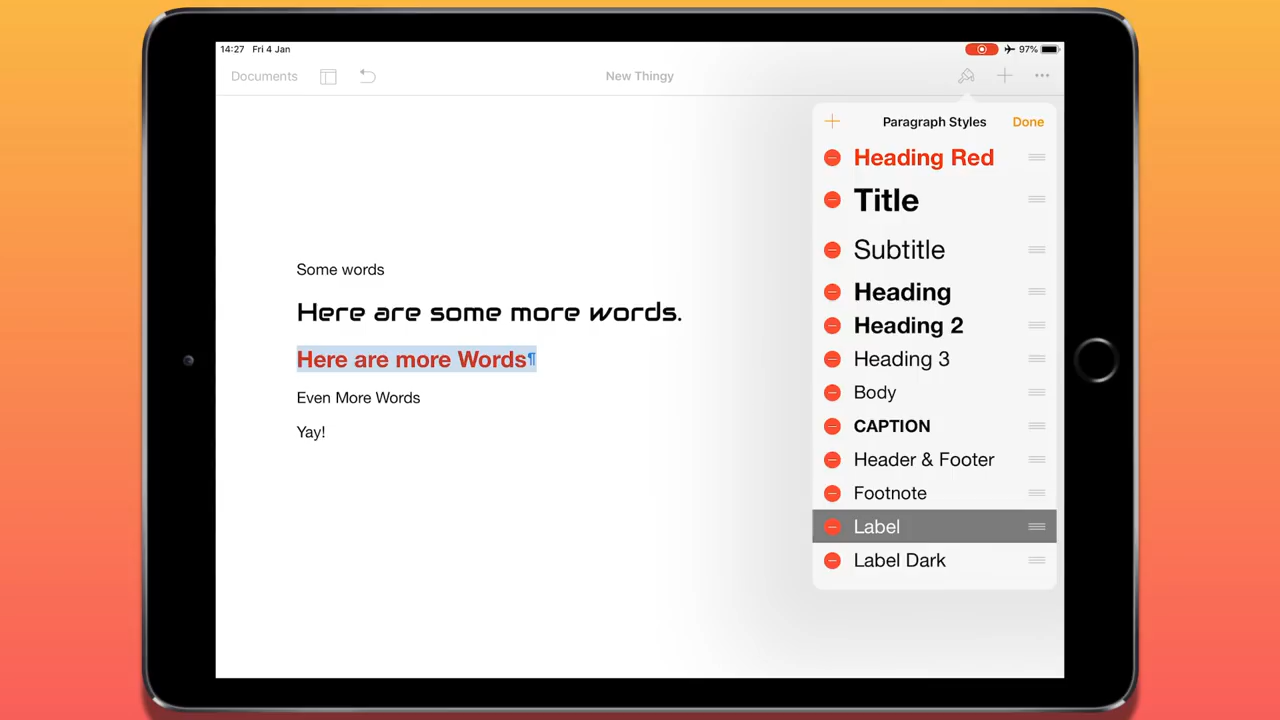 14:27 Fri 4 Jan
97%
Documents
New Thingy
Paragraph Styles
Done
Heading Red
Title
Subtitle
Heading
Heading 2
Heading 3
Body
CAPTION
Header & Footer
Footnote
Label
Label Dark
Some words
Here are some more words.
Here are more Words¶
Even More Words
Yay!